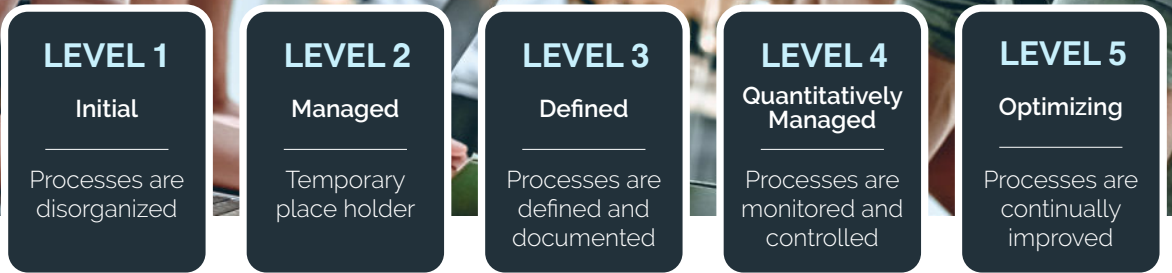 LEVEL 1
Initial
Processes are
disorganized
LEVEL 2
Managed
Temporary
place holder
LEVEL 3
Defined
Processes are
defined and
documented
LEVEL 4
Quantitatively
Managed
Processes are
monitored and
controlled
LEVEL 5
Optimizing
Processes are
continually
improved